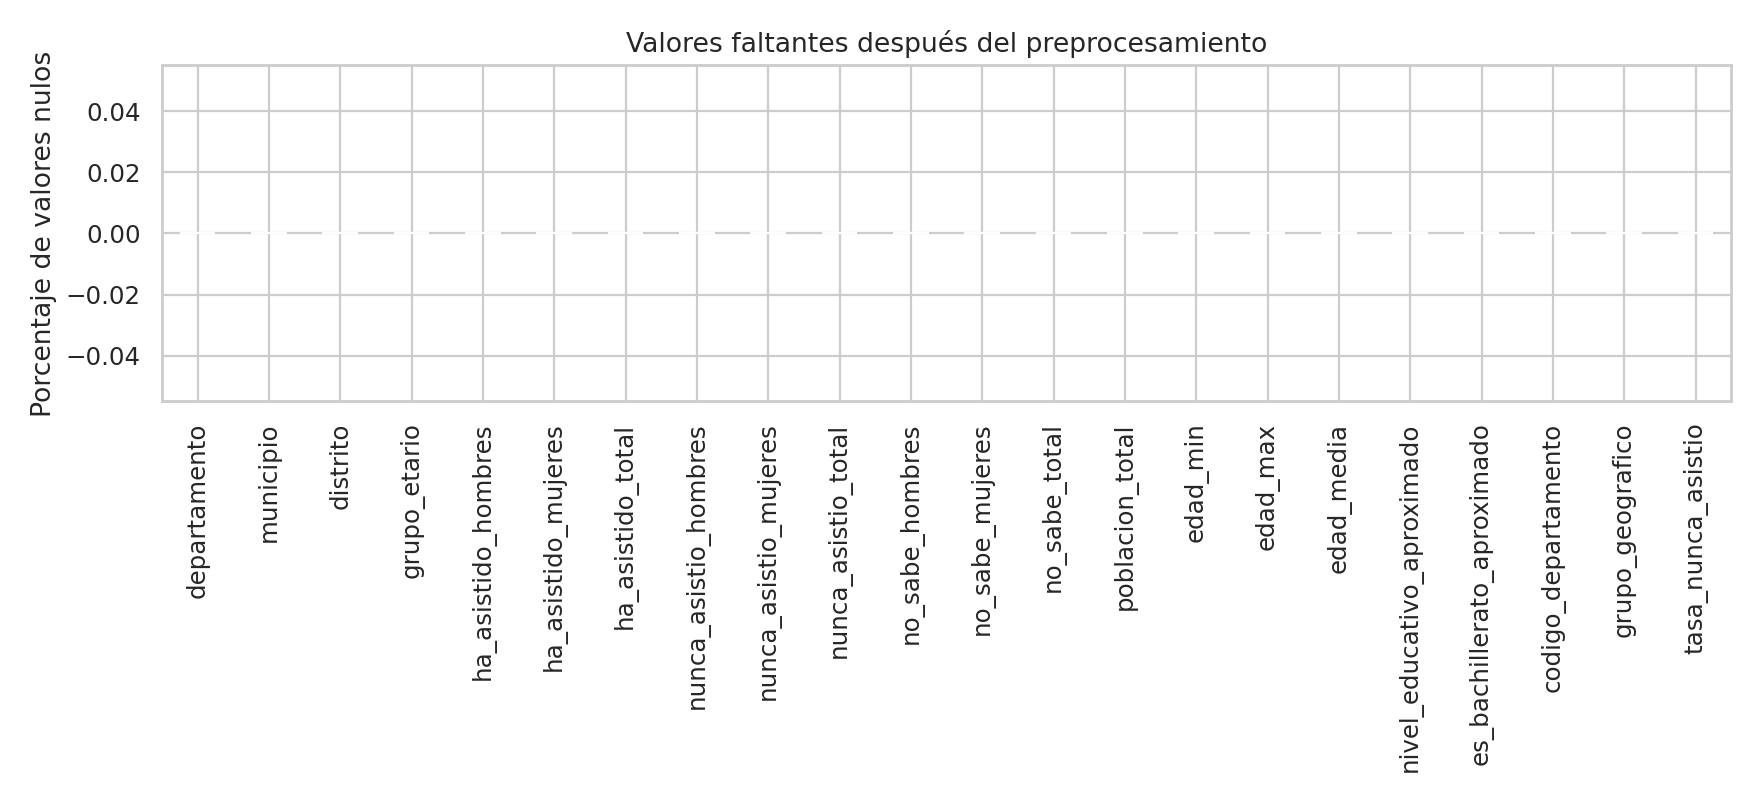 Valores faltantes después del preprocesamiento
Porcentaje de valores nulos
0.04
0.02
0.00
−0.02
−0.04
departamento
municipio
distrito
grupo_etario
ha_asistido_hombres
ha_asistido_mujeres
ha_asistido_total
nunca_asistio_hombres
nunca_asistio_mujeres
nunca_asistio_total
no_sabe_hombres
no_sabe_mujeres
no_sabe_total
poblacion_total
edad_min
edad_max
edad_media
nivel_educativo_aproximado
es_bachillerato_aproximado
codigo_departamento
grupo_geografico
tasa_nunca_asistio